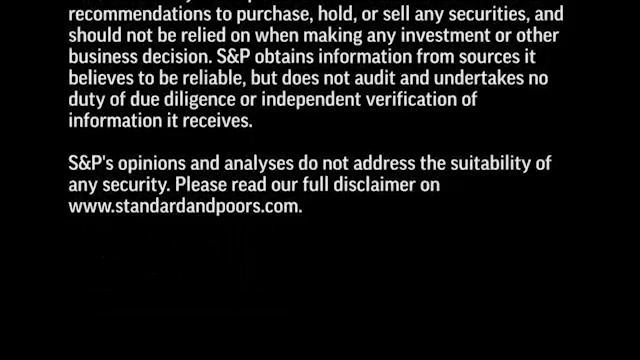 recommendations to purchase, hold, or sell any securities, and
should not be relied on when making any investment or other
business decision. S&P obtains information from sources it
believes to be reliable, but does not audit and undertakes no
duty of due diligence or independent verification of
information it receives.
S&P's opinions and analyses do not address the suitability of
any security. Please read our full disclaimer on
www.standardandpoors.com.